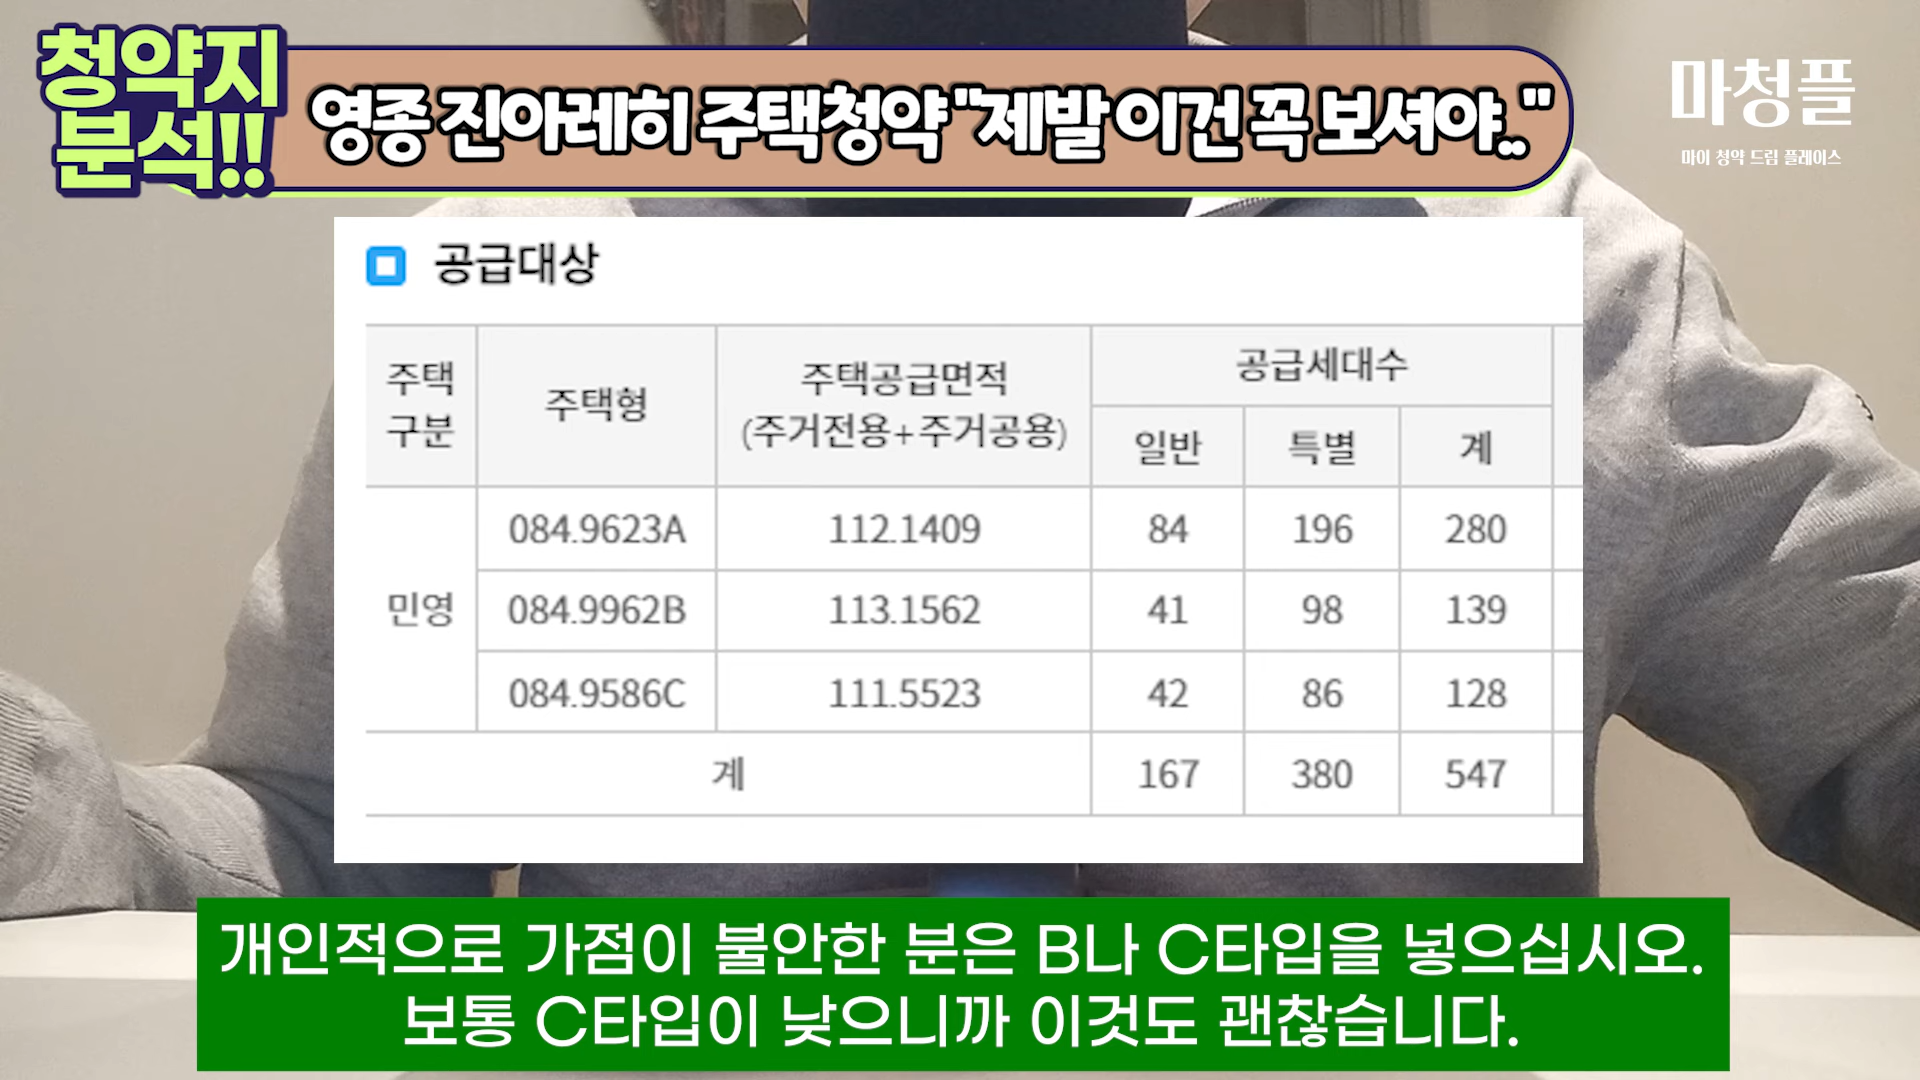 청약지
분석!!
영종 진아레히 주택청약 "제발 이건 꼭 보셔야.."
마청플
마이 청약 드림 플레이스
공급대상
주택
구분
주택형
주택공급면적
(주거전용+주거공용)
공급세대수
일반 특별 계
민영
084.9623A 112.1409 84 196 280
084.9962B 113.1562 41 98 139
084.9586C 111.5523 42 86 128
계 167 380 547
개인적으로 가점이 불안한 분은 B나 C타입을 넣으십시오.
보통 C타입이 낮으니까 이것도 괜찮습니다.